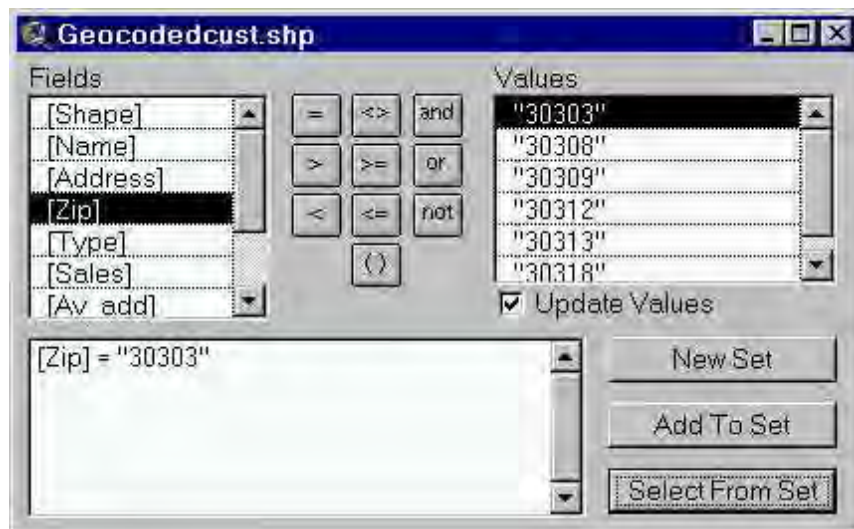 Geocodedcust.shp
Fields
[Shape]
[Name]
[Address]
[Zip]
[Type]
[Sales]
[Av_add]
= <> and
> >= or
< <= not
()
Values
"30303"
"30308"
"30309"
"30312"
"30313"
"30318"
Update Values
[Zip] = "30303"
New Set
Add To Set
Select From Set